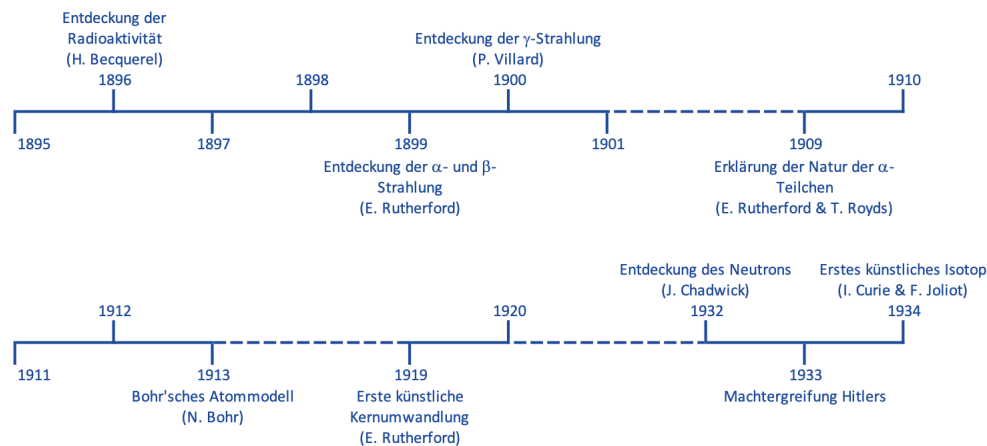 Entdeckung der
Radioaktivität
(H. Becquerel)
1896
1898
Entdeckung der γ-Strahlung
(P. Villard)
1900
1910
1895
1897
1899
Entdeckung der α- und β-
Strahlung
(E. Rutherford)
1901
1909
Erklärung der Natur der α-
Teilchen
(E. Rutherford & T. Royds)
1912
1920
Entdeckung des Neutrons
(J. Chadwick)
1932
Erstes künstliches Isotop
(I. Curie & F. Joliot)
1934
1911
1913
Bohr'sches Atommodell
(N. Bohr)
1919
Erste künstliche
Kernumwandlung
(E. Rutherford)
1933
Machtergreifung Hitlers